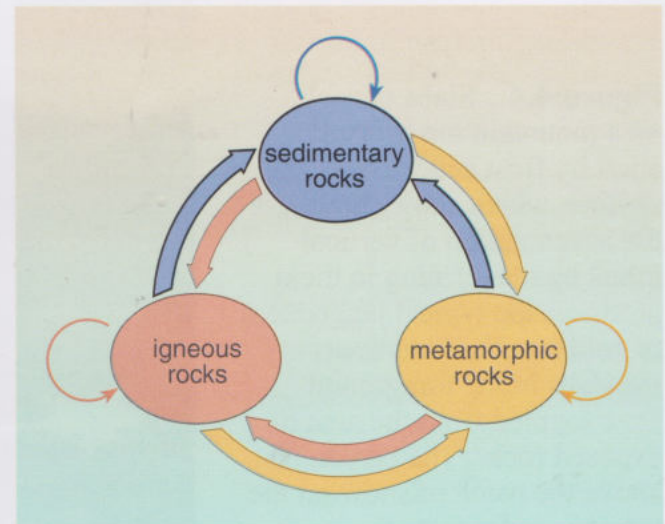 sedimentary
rocks
igneous
rocks
metamorphic
rocks